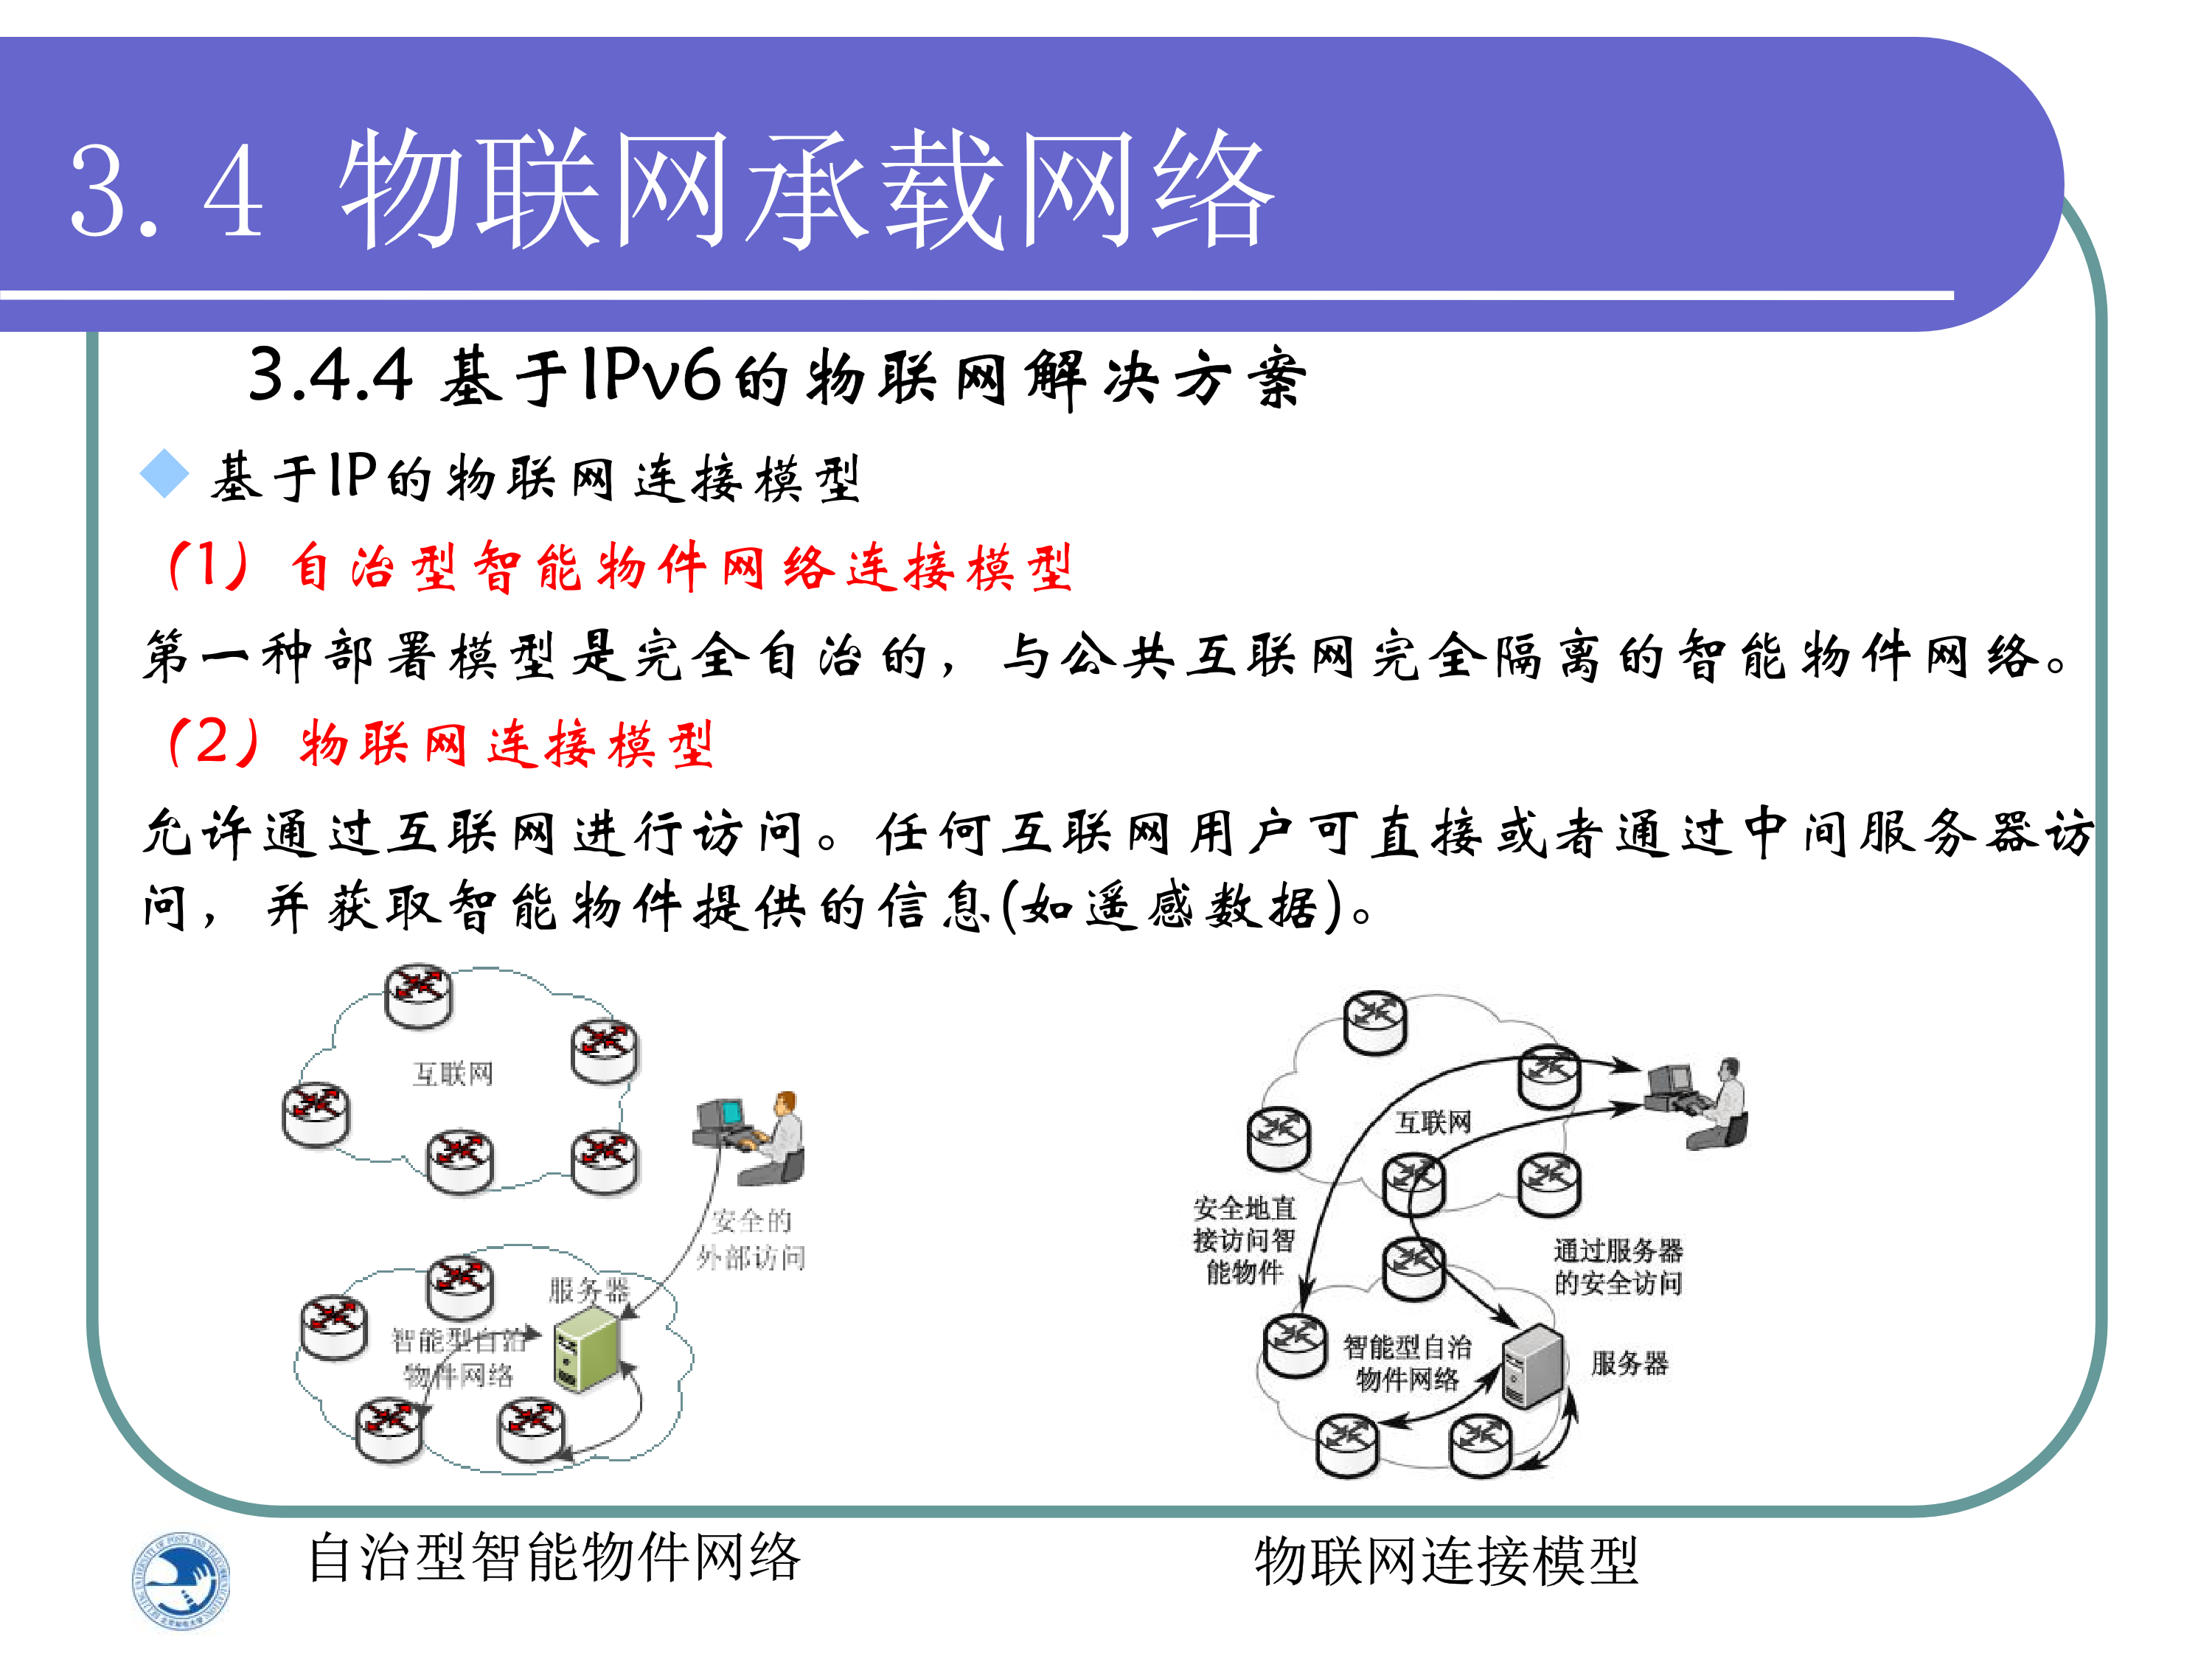 3.4 物联网承载网络
3.4.4 基于IPv6的物联网解决方案
基于IP的物联网连接模型
（1）自治型智能物件网络连接模型
第一种部署模型是完全自治的，与公共互联网完全隔离的智能物件网络。
（2）物联网连接模型
允许通过互联网进行访问。任何互联网用户可直接或者通过中间服务器访
问，并获取智能物件提供的信息(如遥感数据)。
互联网
安全的
外部访问
服务器
智能型自治
物件网络
互联网
安全地直
接访问智
能物件
通过服务器
的安全访问
智能型自治
物件网络
服务器
自治型智能物件网络
物联网连接模型